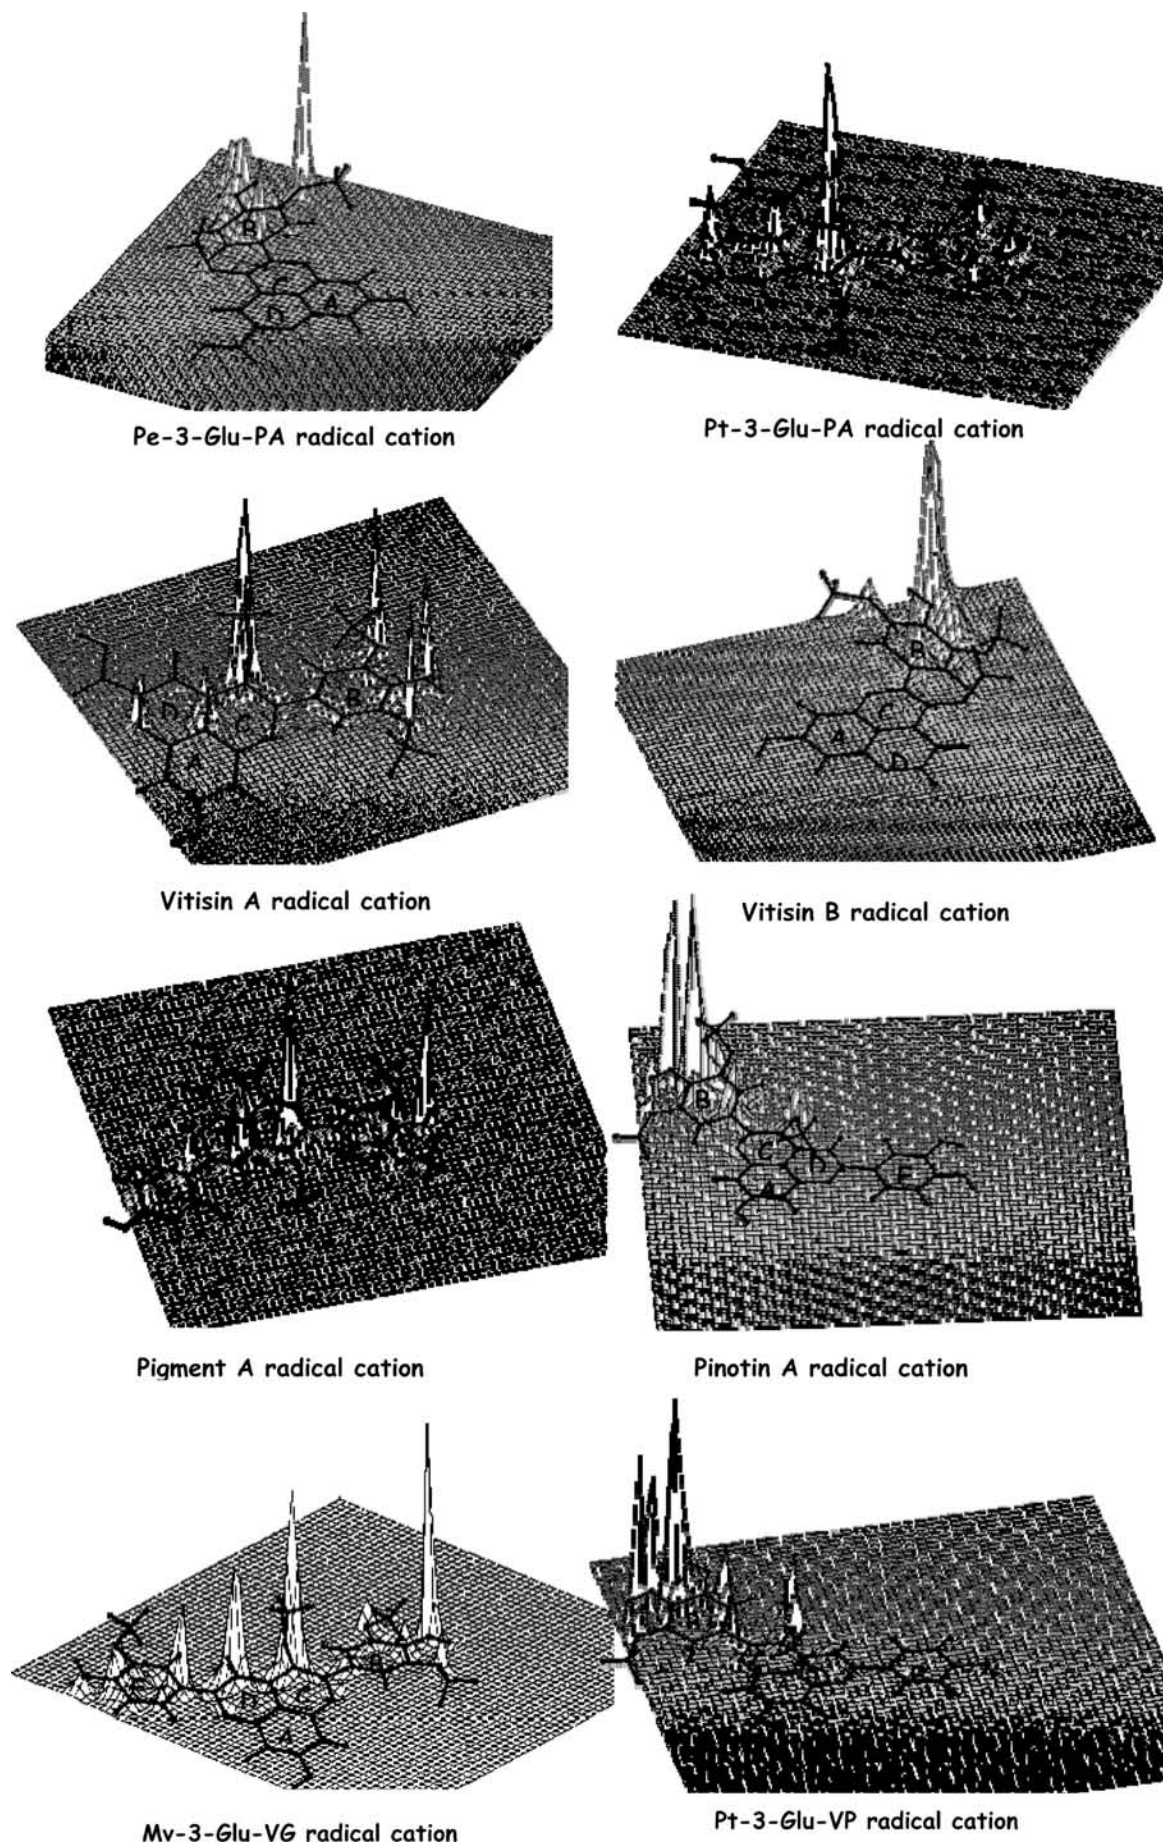 B
C
A
D
Pe-3-Glu-PA radical cation
Pt-3-Glu-PA radical cation
D
C
B
A
Vitisin A radical cation
B
C
A
D
Vitisin B radical cation
Pigment A radical cation
B
C
D
E
A
Pinotin A radical cation
E
D
C
B
A
Mv-3-Glu-VG radical cation
Pt-3-Glu-VP radical cation